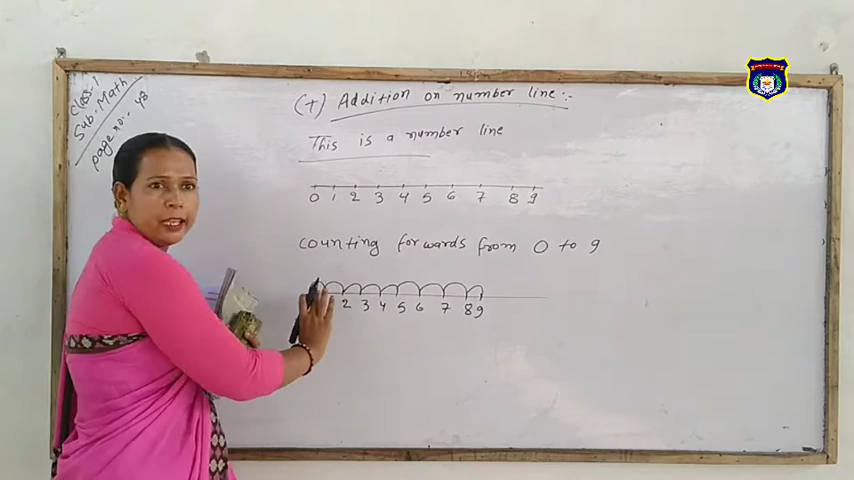 Class-1
Sub:- Math
page no:- 48
(+) Addition on number line :-
This is a number line
0 1 2 3 4 5 6 7 8 9
counting forwards from 0 to 9
2 3 4 5 6 7 8 9